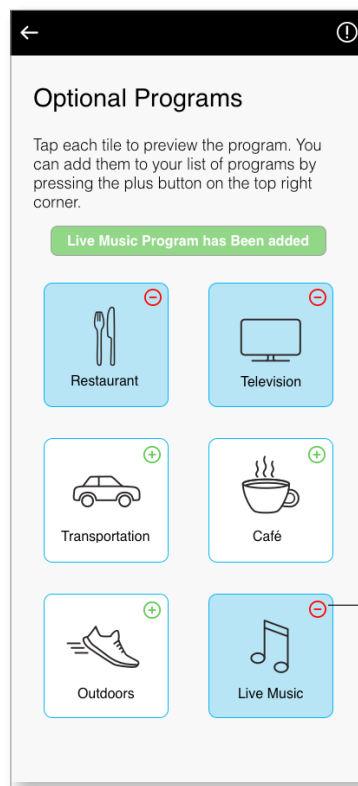 Optional Programs
Tap each tile to preview the program. You
can add them to your list of programs by
pressing the plus button on the top right
corner.
Live Music Program has Been added
Restaurant
Television
Transportation
Café
Outdoors
Live Music